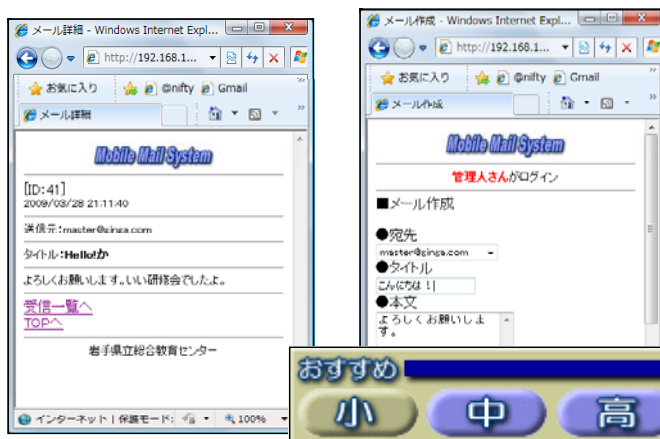 メール詳細 - Windows Internet Expl...
http://192.168.1...
お気に入り
@nifty
Gmail
メール詳細
Mobile Mail System
[ID:41]
2009/03/28 21:11:40
送信元:master@ginga.com
タイトル:Hello!か
よろしくお願いします。いい研修会でしたよ。
受信一覧へ
TOPへ
岩手県立総合教育センター
インターネット | 保護モード:
100%
メール作成 - Windows Internet Expl...
http://192.168.1...
お気に入り
@nifty
Gmail
メール作成
Mobile Mail System
管理人さんがログイン
■メール作成
●宛先
master@ginga.com
●タイトル
こんにちは！
●本文
よろしくお願いしま
す。
おすすめ
小 中 高